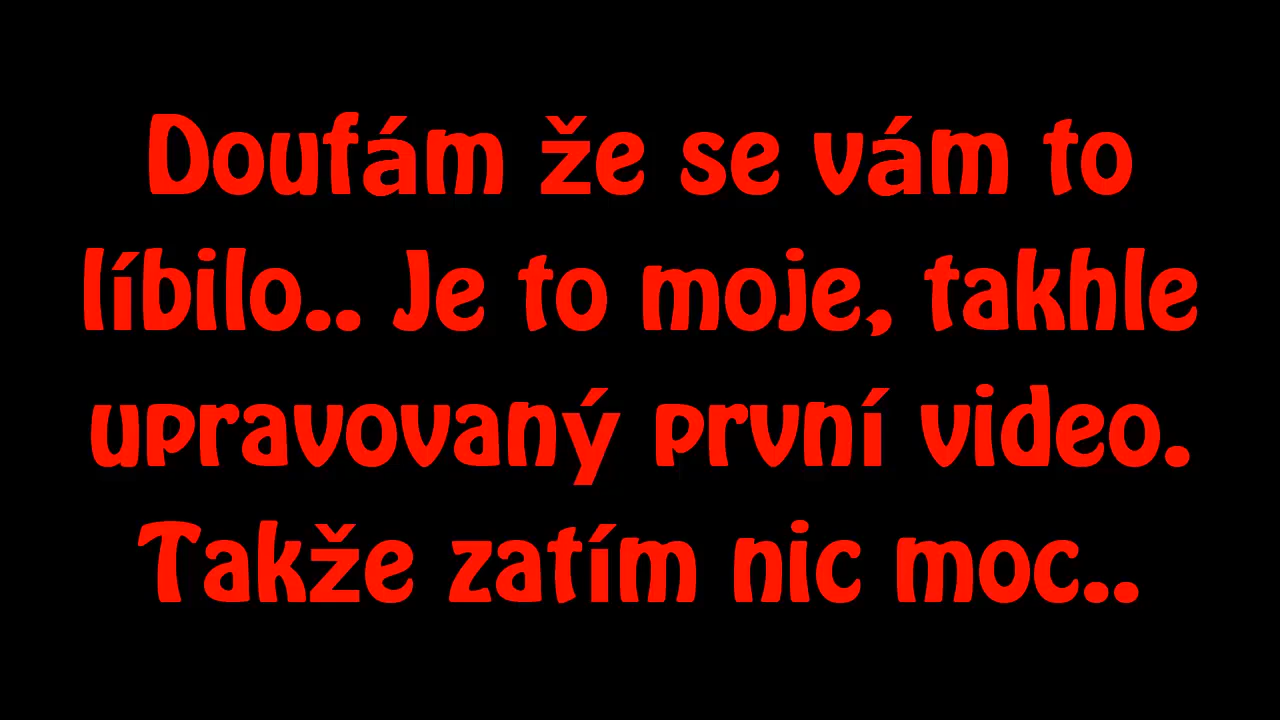 Doufám že se vám to
líbilo.. Je to moje, takhle
upravovaný první video.
Takže zatím nic moc..